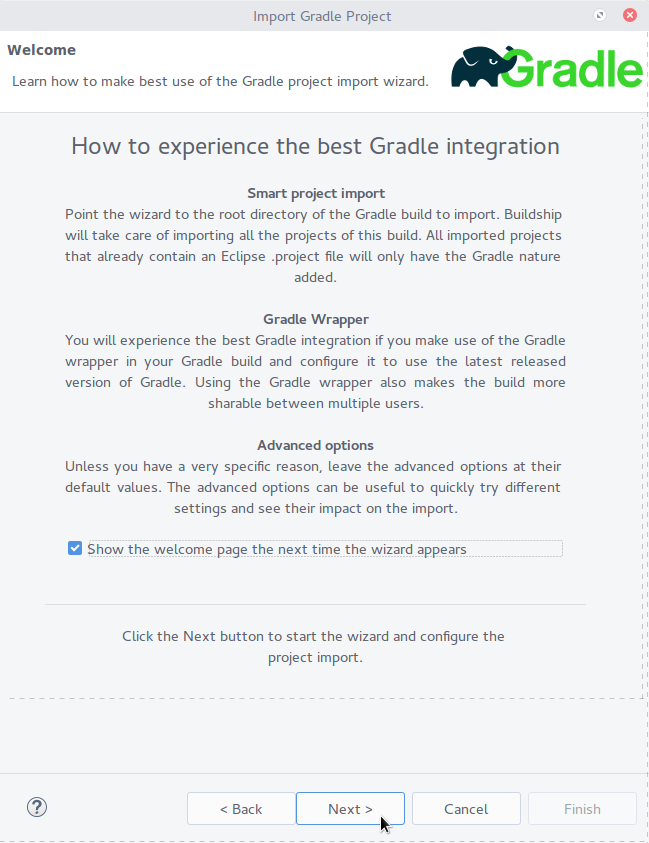 Import Gradle Project
Welcome
Learn how to make best use of the Gradle project import wizard.
Gradle
How to experience the best Gradle integration
Smart project import
Point the wizard to the root directory of the Gradle build to import. Buildship
will take care of importing all the projects of this build. All imported projects
that already contain an Eclipse .project file will only have the Gradle nature
added.
Gradle Wrapper
You will experience the best Gradle integration if you make use of the Gradle
wrapper in your Gradle build and configure it to use the latest released
version of Gradle. Using the Gradle wrapper also makes the build more
sharable between multiple users.
Advanced options
Unless you have a very specific reason, leave the advanced options at their
default values. The advanced options can be useful to quickly try different
settings and see their impact on the import.
Show the welcome page the next time the wizard appears
Click the Next button to start the wizard and configure the
project import.
?
< Back
Next >
Cancel
Finish